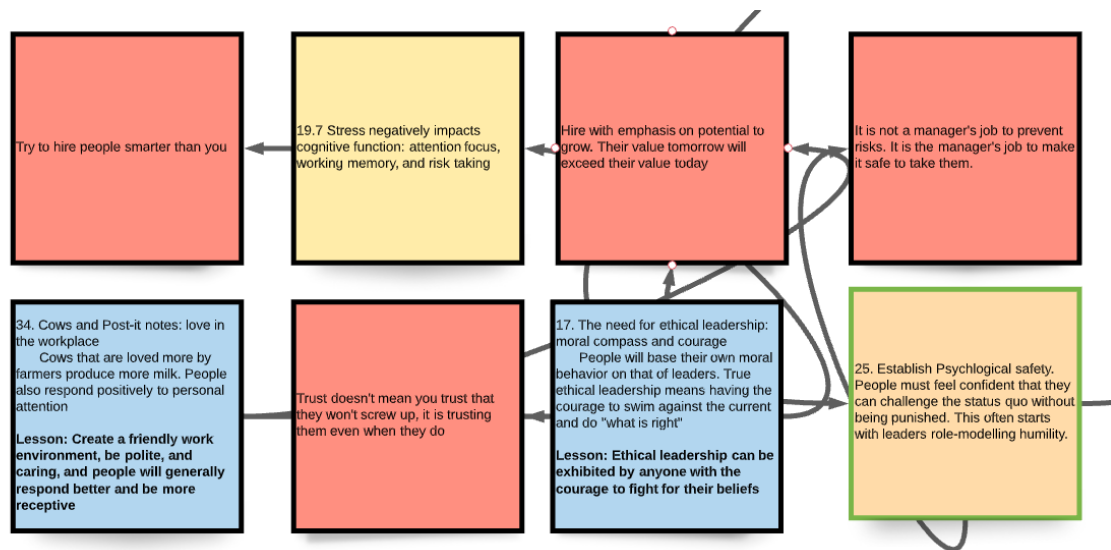 Try to hire people smarter than you
19.7 Stress negatively impacts
cognitive function: attention focus,
working memory, and risk taking
Hire with emphasis on potential to
grow. Their value tomorrow will
exceed their value today
It is not a manager's job to prevent
risks. It is the manager's job to make
it safe to take them.
34. Cows and Post-it notes: love in
the workplace
Cows that are loved more by
farmers produce more milk. People
also respond positively to personal
attention
Lesson: Create a friendly work
environment, be polite, and
caring, and people will generally
respond better and be more
receptive
Trust doesn't mean you trust that
they won't screw up, it is trusting
them even when they do
17. The need for ethical leadership:
moral compass and courage
People will base their own moral
behavior on that of leaders. True
ethical leadership means having the
courage to swim against the current
and do "what is right"
Lesson: Ethical leadership can be
exhibited by anyone with the
courage to fight for their beliefs
25. Establish Psychlogical safety.
People must feel confident that they
can challenge the status quo without
being punished. This often starts
with leaders role-modelling humility.